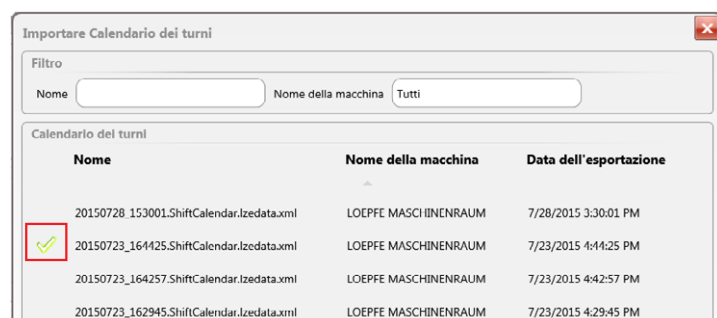 Importare Calendario dei turni
Filtro
Nome Nome della macchina Tutti
Calendario dei turni
Nome Nome della macchina Data dell'esportazione
20150728_153001.ShiftCalendar.lzedata.xml LOEPFE MASCHINENRAUM 7/28/2015 3:30:01 PM
20150723_164425.ShiftCalendar.lzedata.xml LOEPFE MASCHINENRAUM 7/23/2015 4:44:25 PM
20150723_164257.ShiftCalendar.lzedata.xml LOEPFE MASCHINENRAUM 7/23/2015 4:42:57 PM
20150723_162945.ShiftCalendar.lzedata.xml LOEPFE MASCHINENRAUM 7/23/2015 4:29:45 PM